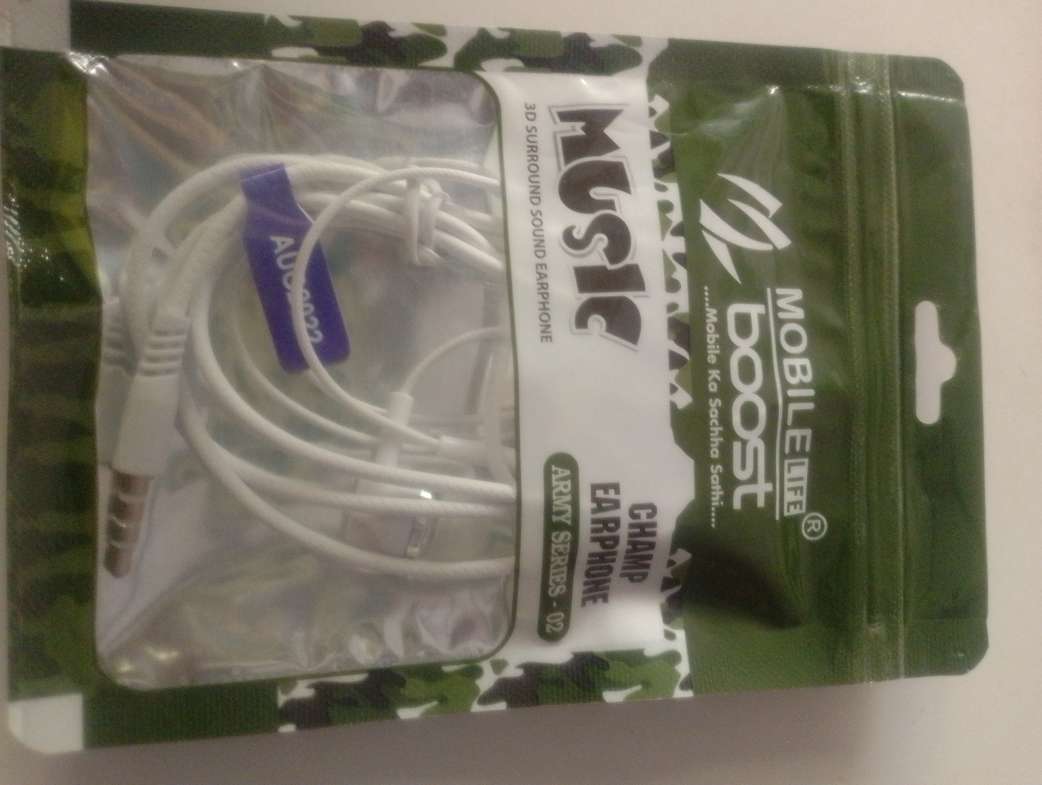 MOBILE LIFE ®
boost
....Mobile Ka Sachha Sathi....
MUSIC
3D SURROUND SOUND EARPHONE
CHAMP
EARPHONE
ARMY SERIES - 02